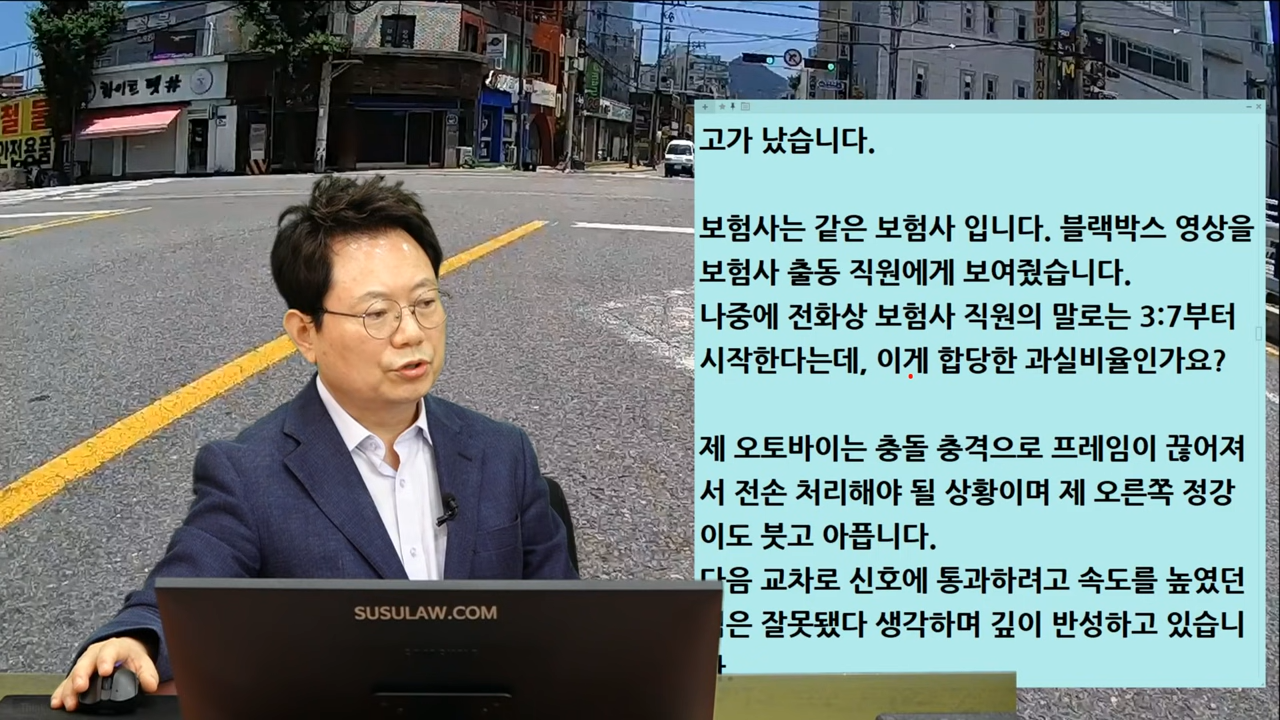 철물
안전용품
고가 났습니다.
보험사는 같은 보험사 입니다. 블랙박스 영상을
보험사 출동 직원에게 보여줬습니다.
나중에 전화상 보험사 직원의 말로는 3:7부터
시작한다는데, 이게 합당한 과실비율인가요?
제 오토바이는 충돌 충격으로 프레임이 끊어져
서 전손 처리해야 될 상황이며 제 오른쪽 정강
이도 붓고 아픕니다.
다음 교차로 신호에 통과하려고 속도를 높였던
잘못됐다 생각하며 깊이 반성하고 있습니
SUSULAW.COM